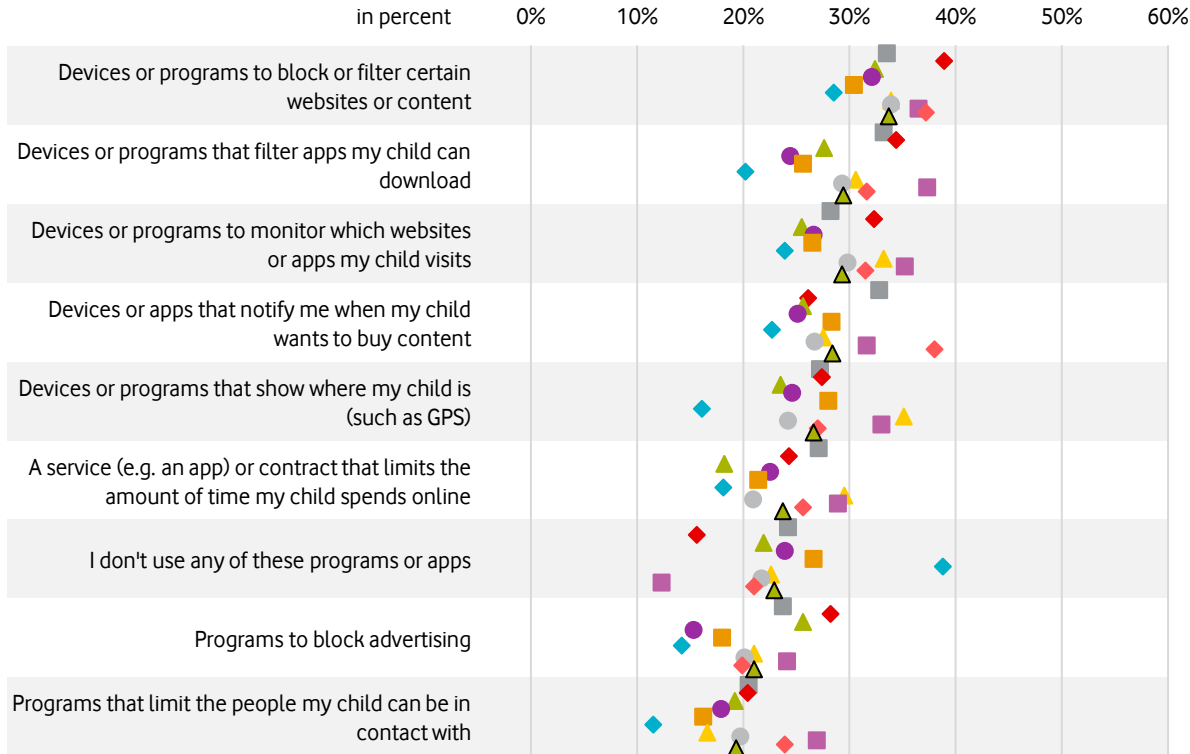 in percent 0% 10% 20% 30% 40% 50% 60%
Devices or programs to block or filter certain
websites or content
Devices or programs that filter apps my child can
download
Devices or programs to monitor which websites
or apps my child visits
Devices or apps that notify me when my child
wants to buy content
Devices or programs that show where my child is
(such as GPS)
A service (e.g. an app) or contract that limits the
amount of time my child spends online
I don't use any of these programs or apps
Programs to block advertising
Programs that limit the people my child can be in
contact with